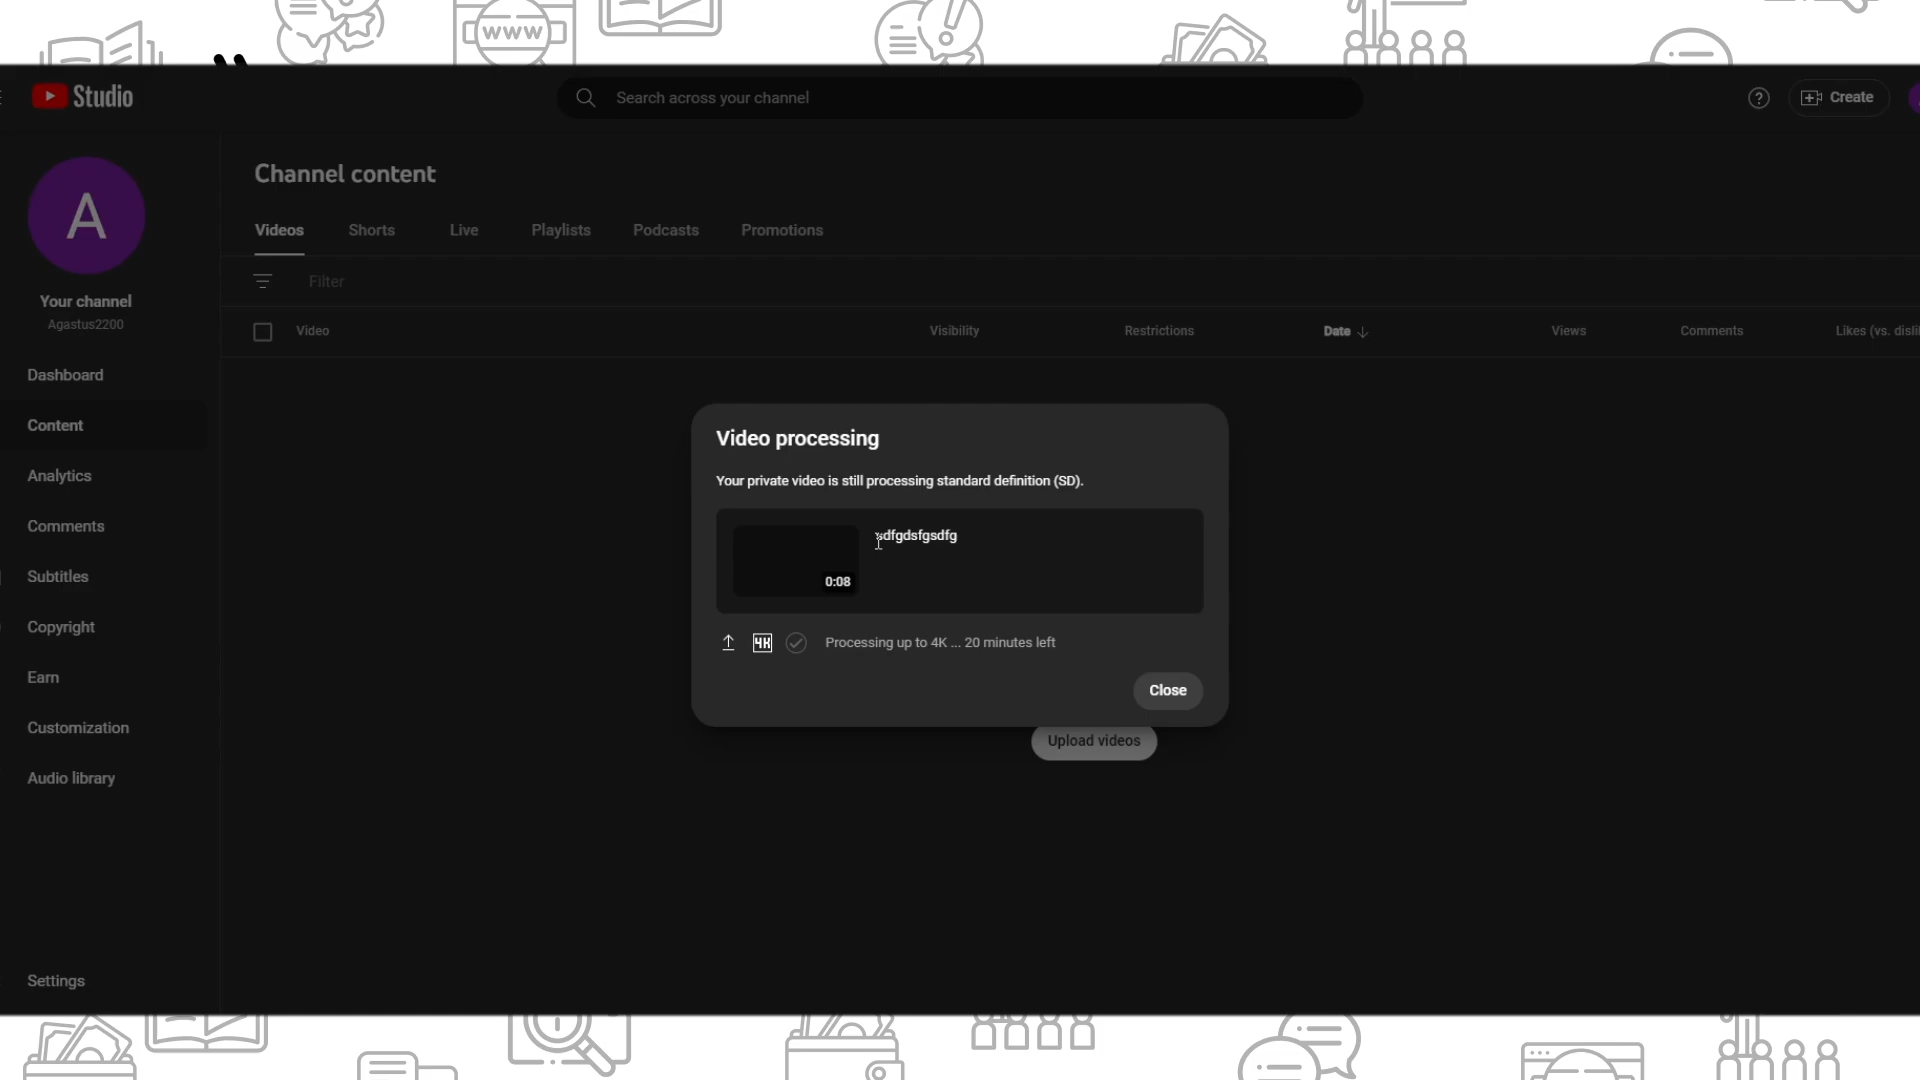 www
Studio
Search across your channel
?
Create
A
Your channel
Agastus2200
Dashboard
Content
Analytics
Comments
Subtitles
Copyright
Earn
Customization
Audio library
Settings
Channel content
Videos Shorts Live Playlists Podcasts Promotions
Filter
Video Visibility Restrictions Date Views Comments Likes (vs. disli
Video processing
Your private video is still processing standard definition (SD).
0:08
sdfgdsfgsdfg
4K Processing up to 4K ... 20 minutes left
Close
Upload videos